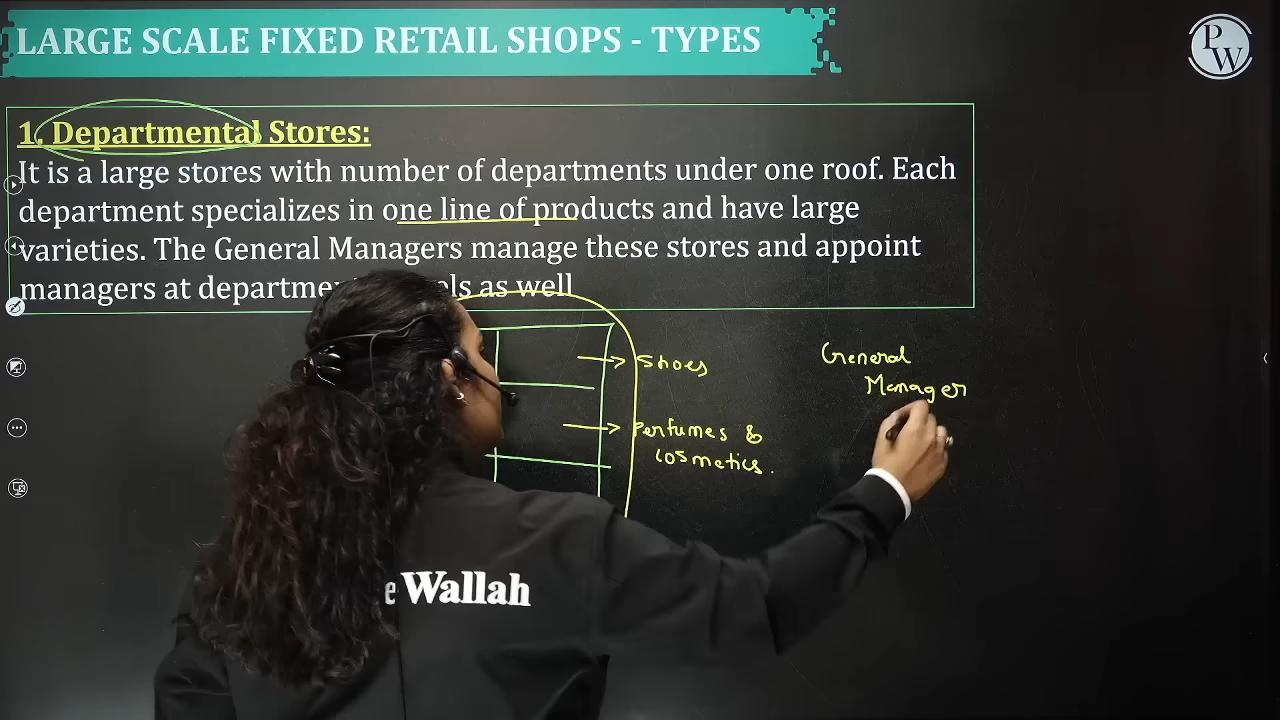 LARGE SCALE FIXED RETAIL SHOPS - TYPES
PW
1. Departmental Stores:
It is a large stores with number of departments under one roof. Each
department specializes in one line of products and have large
varieties. The General Managers manage these stores and appoint
managers at as well
Shoes
Perfumes &
Cosmetics.
General
Manager
Wallah